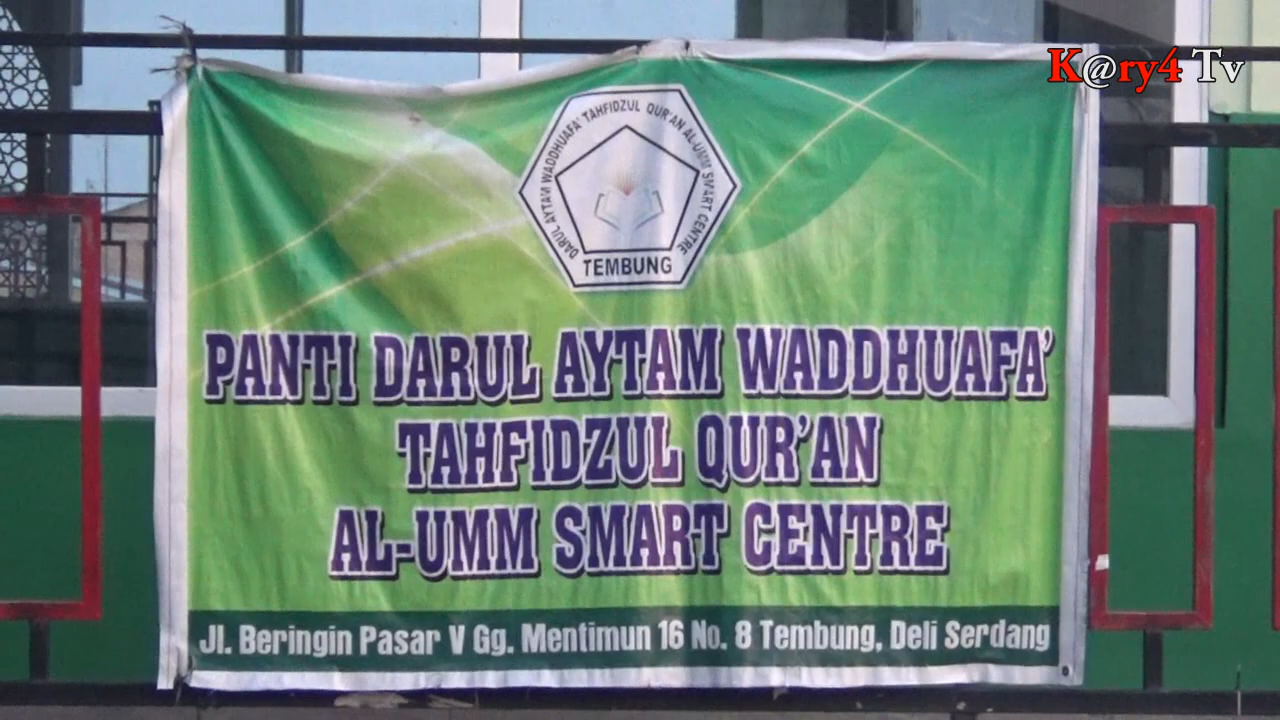 K@ry4 Tv
DARUL AYTAM WADDHUAFA' TAHFIDZUL QUR'AN AL-UMM SMART CENTRE
TEMBUNG
PANTI DARUL AYTAM WADDHUAFA'
TAHFIDZUL QUR'AN
AL-UMM SMART CENTRE
Jl. Beringin Pasar V Gg. Mentimun 16 No. 8 Tembung, Deli Serdang